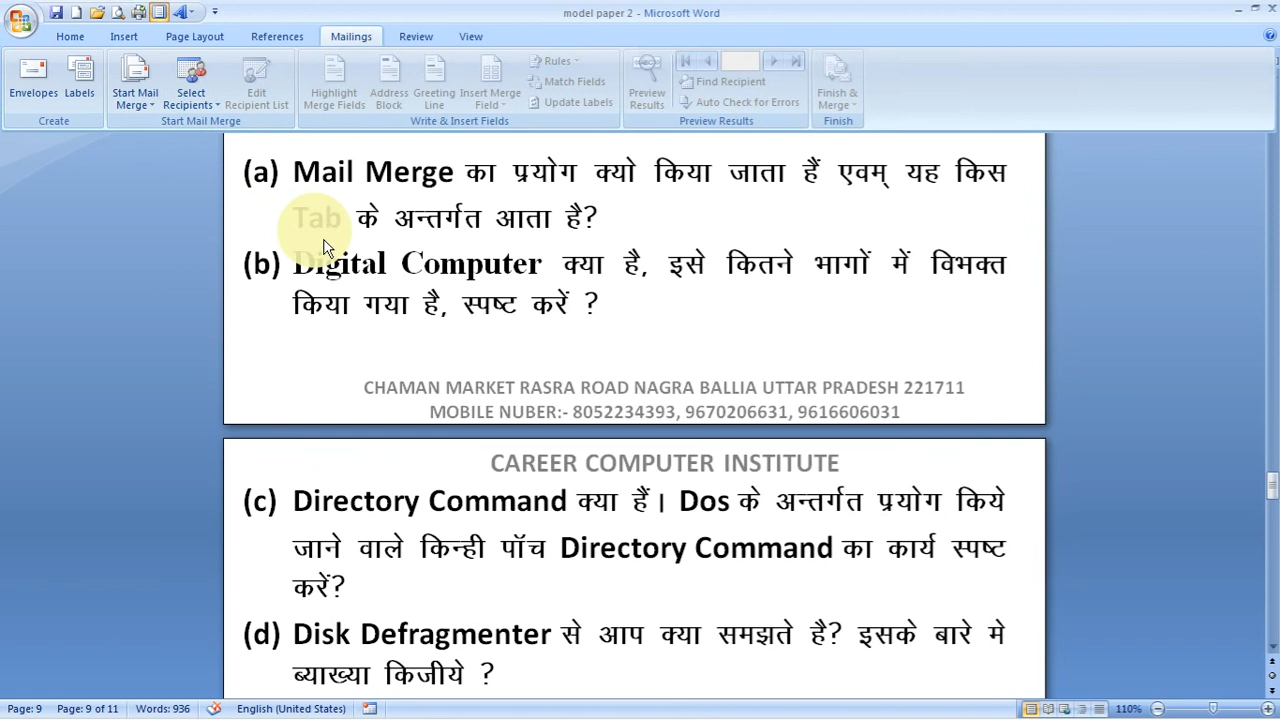 model paper 2 - Microsoft Word
Home Insert Page Layout References Mailings Review View
Envelopes Labels
Create
Start Mail Merge Select Recipients Edit Recipient List
Start Mail Merge
Highlight Merge Fields Address Block Greeting Line Insert Merge Field
Rules
Match Fields
Update Labels
Write & Insert Fields
Preview Results
Find Recipient
Auto Check for Errors
Preview Results
Finish & Merge
Finish
(a) Mail Merge का प्रयोग क्यो किया जाता हैं एवम् यह किस
Tab के अन्तर्गत आता है?
(b) Digital Computer क्या है, इसे कितने भागों में विभक्त
किया गया है, स्पष्ट करें ?
CHAMAN MARKET RASRA ROAD NAGRA BALLIA UTTAR PRADESH 221711
MOBILE NUBER:- 8052234393, 9670206631, 9616606031
CAREER COMPUTER INSTITUTE
(c) Directory Command क्या हैं। Dos के अन्तर्गत प्रयोग किये
जाने वाले किन्ही पॉच Directory Command का कार्य स्पष्ट
करें?
(d) Disk Defragmenter से आप क्या समझते है? इसके बारे मे
ब्याख्या किजीये ?
Page: 9 Page: 9 of 11 Words: 936 English (United States) 110%